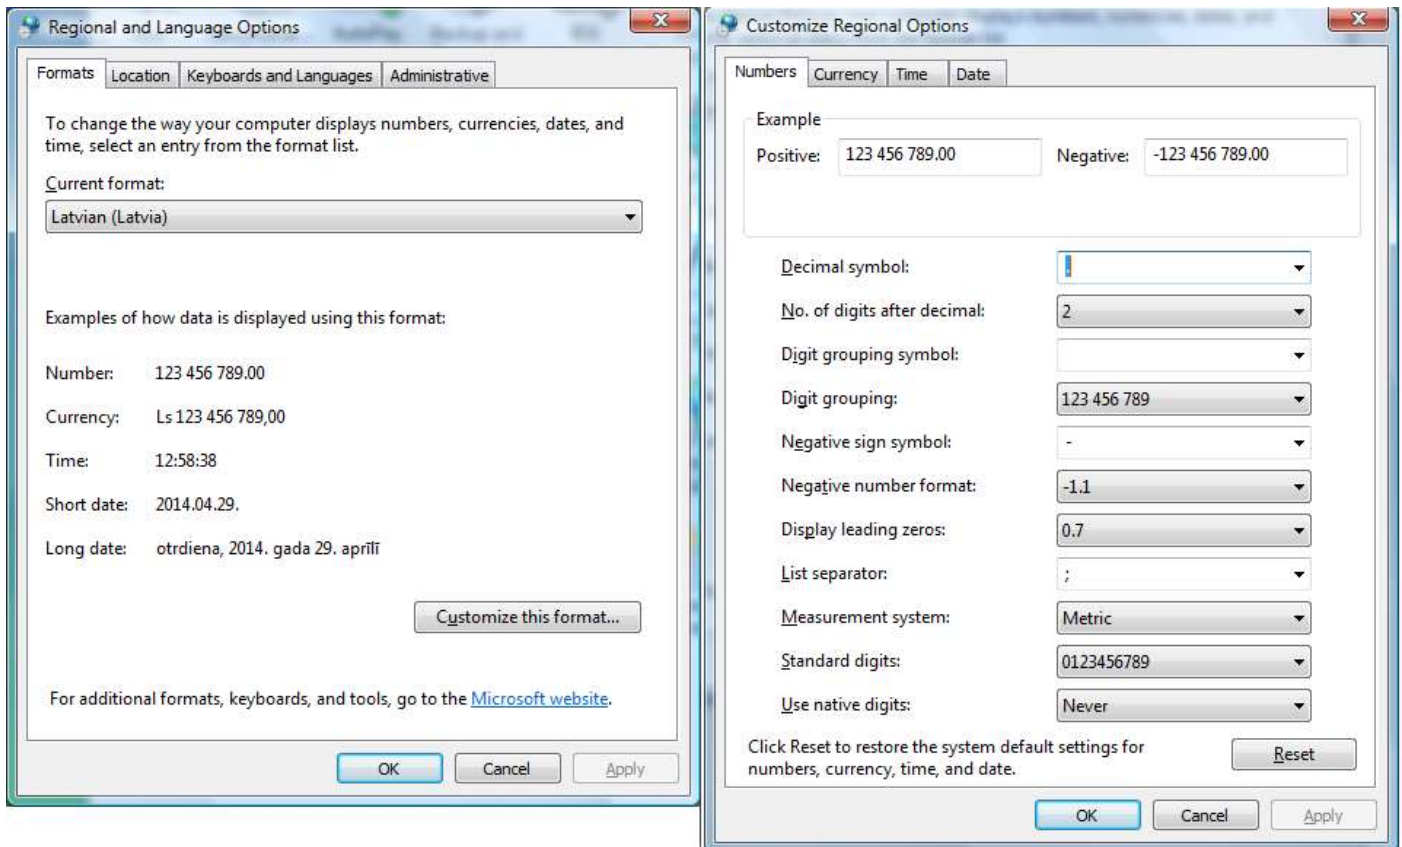 Regional and Language Options
Formats
Location
Keyboards and Languages
Administrative
To change the way your computer displays numbers, currencies, dates, and
time, select an entry from the format list.
Current format:
Latvian (Latvia)
Examples of how data is displayed using this format:
Number: 123 456 789.00
Currency: Ls 123 456 789,00
Time: 12:58:38
Short date: 2014.04.29.
Long date: otrdiena, 2014. gada 29. aprīlī
Customize this format...
For additional formats, keyboards, and tools, go to the Microsoft website.
OK
Cancel
Apply
Customize Regional Options
Numbers
Currency
Time
Date
Example
Positive: 123 456 789.00 Negative: -123 456 789.00
Decimal symbol: .
No. of digits after decimal: 2
Digit grouping symbol:
Digit grouping: 123 456 789
Negative sign symbol: -
Negative number format: -1.1
Display leading zeros: 0.7
List separator: ;
Measurement system: Metric
Standard digits: 0123456789
Use native digits: Never
Click Reset to restore the system default settings for
numbers, currency, time, and date.
Reset
OK
Cancel
Apply